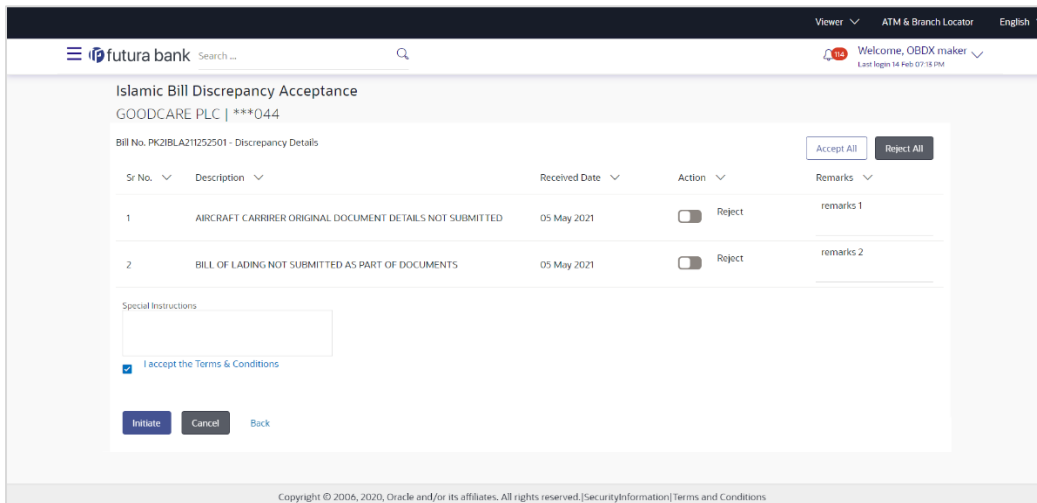 Viewer ATM & Branch Locator English
futura bank Search ... 114 Welcome, OBDX maker
Last login 14 Feb 07:13 PM
Islamic Bill Discrepancy Acceptance
GOODCARE PLC | ***044
Bill No. PK2IBLA211252501 - Discrepancy Details Accept All Reject All
Sr No. Description Received Date Action Remarks
1 AIRCRAFT CARRIRER ORIGINAL DOCUMENT DETAILS NOT SUBMITTED 05 May 2021 Reject remarks 1
2 BILL OF LADING NOT SUBMITTED AS PART OF DOCUMENTS 05 May 2021 Reject remarks 2
Special Instructions
I accept the Terms & Conditions
Initiate Cancel Back
Copyright © 2006, 2020, Oracle and/or its affiliates. All rights reserved.|SecurityInformation|Terms and Conditions